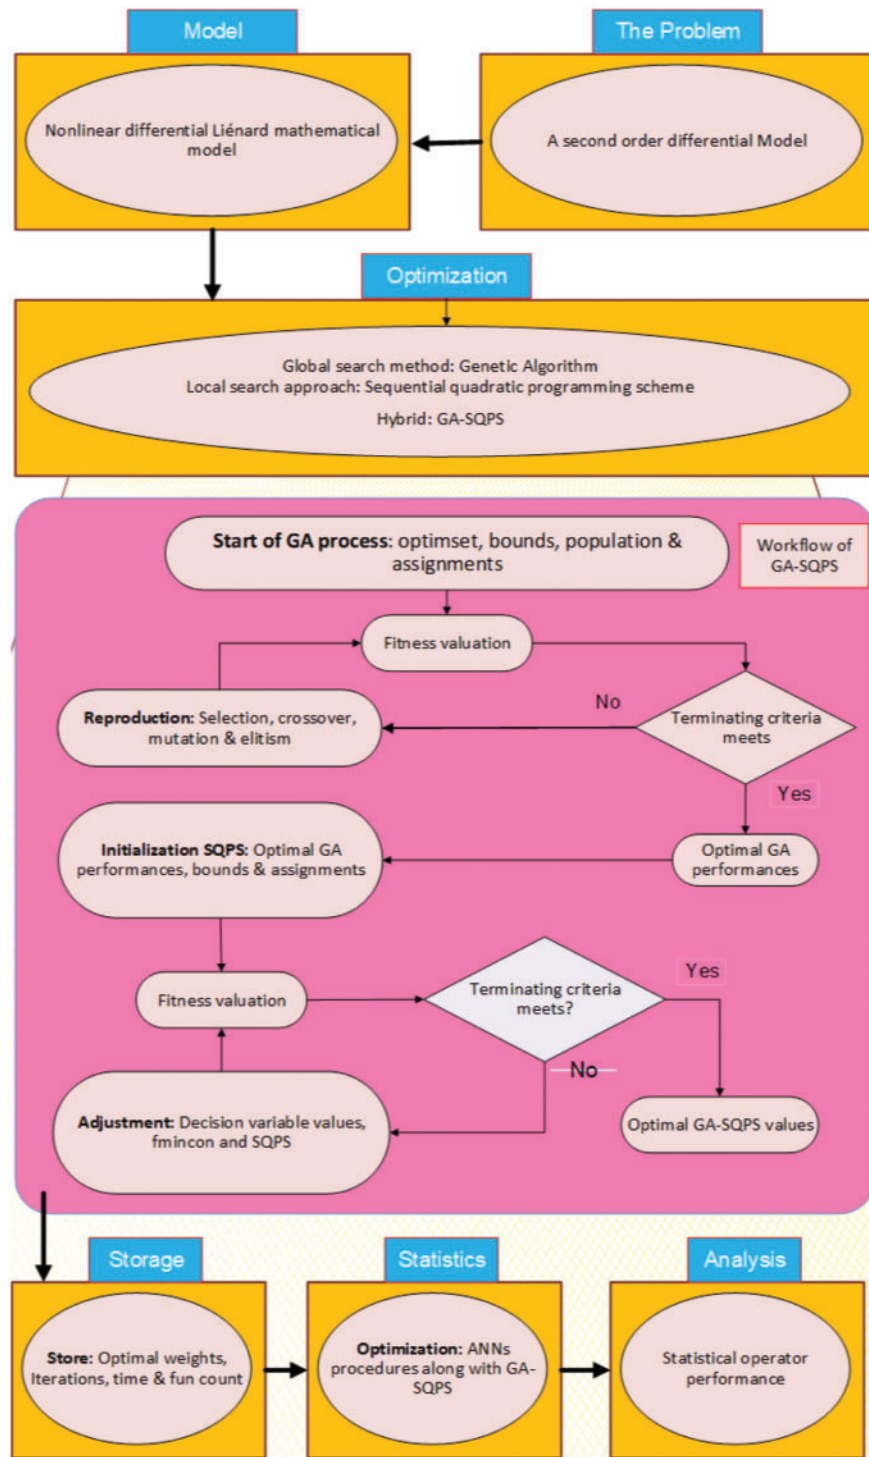 Model
The Problem
Nonlinear differential Liénard mathematical
model
A second order differential Model
Optimization
Global search method: Genetic Algorithm
Local search approach: Sequential quadratic programming scheme
Hybrid: GA-SQPS
Start of GA process: optimset, bounds, population &
assignments
Workflow of
GA-SQPS
Fitness valuation
No
Reproduction: Selection, crossover,
mutation & elitism
Terminating criteria
meets
Yes
Initialization SQPS: Optimal GA
performances, bounds & assignments
Optimal GA
performances
Fitness valuation
Terminating criteria
meets?
Yes
No
Adjustment: Decision variable values,
fmincon and SQPS
Optimal GA-SQPS values
Storage
Statistics
Analysis
Store: Optimal weights,
Iterations, time & fun count
Optimization: ANNs
procedures along with GA-
SQPS
Statistical operator
performance